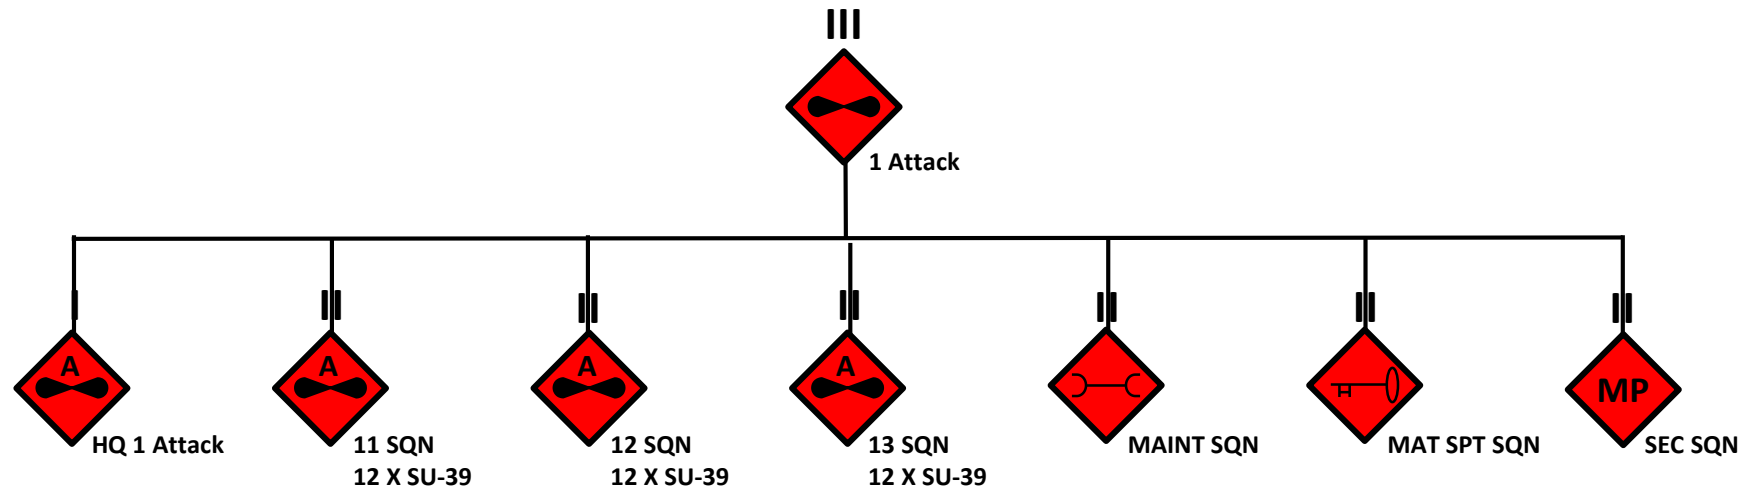 1 Attack
A
A
A
A
MP
HQ 1 Attack
11 SQN
12 X SU-39
12 SQN
12 X SU-39
13 SQN
12 X SU-39
MAINT SQN
MAT SPT SQN
SEC SQN